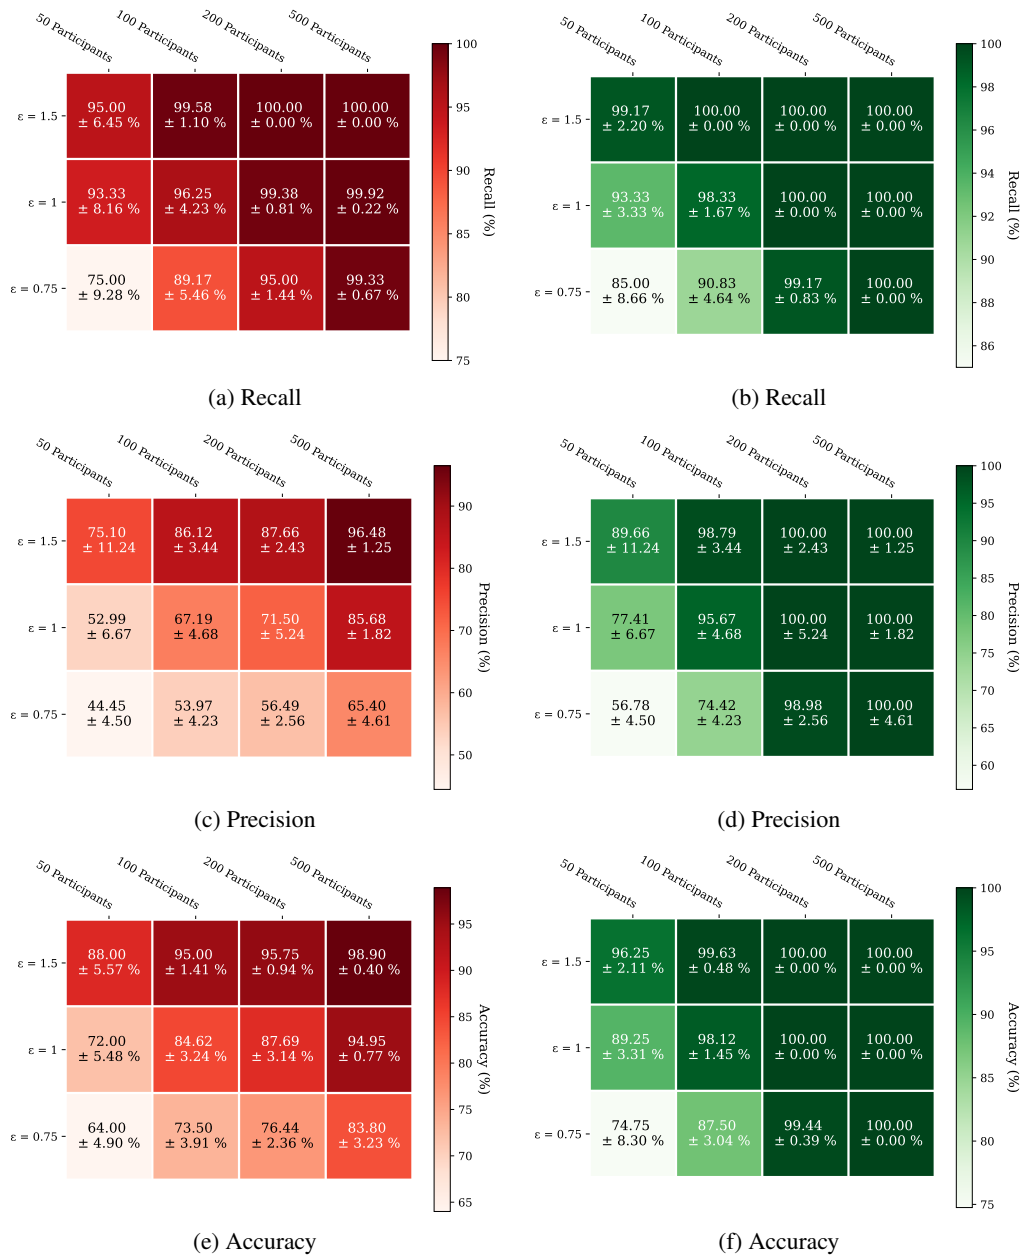 50 Participants
100 Participants
200 Participants
500 Participants
ε = 1.5
95.00
± 6.45 %
99.58
± 1.10 %
100.00
± 0.00 %
100.00
± 0.00 %
ε = 1
93.33
± 8.16 %
96.25
± 4.23 %
99.38
± 0.81 %
99.92
± 0.22 %
ε = 0.75
75.00
± 9.28 %
89.17
± 5.46 %
95.00
± 1.44 %
99.33
± 0.67 %
100
95
90
85
80
75
Recall (%)
(a) Recall
50 Participants
100 Participants
200 Participants
500 Participants
ε = 1.5
99.17
± 2.20 %
100.00
± 0.00 %
100.00
± 0.00 %
100.00
± 0.00 %
ε = 1
93.33
± 3.33 %
98.33
± 1.67 %
100.00
± 0.00 %
100.00
± 0.00 %
ε = 0.75
85.00
± 8.66 %
90.83
± 4.64 %
99.17
± 0.83 %
100.00
± 0.00 %
100
98
96
94
92
90
88
86
Recall (%)
(b) Recall
50 Participants
100 Participants
200 Participants
500 Participants
ε = 1.5
75.10
± 11.24
86.12
± 3.44
87.66
± 2.43
96.48
± 1.25
ε = 1
52.99
± 6.67
67.19
± 4.68
71.50
± 5.24
85.68
± 1.82
ε = 0.75
44.45
± 4.50
53.97
± 4.23
56.49
± 2.56
65.40
± 4.61
90
80
70
60
50
Precision (%)
(c) Precision
50 Participants
100 Participants
200 Participants
500 Participants
ε = 1.5
89.66
± 11.24
98.79
± 3.44
100.00
± 2.43
100.00
± 1.25
ε = 1
77.41
± 6.67
95.67
± 4.68
100.00
± 5.24
100.00
± 1.82
ε = 0.75
56.78
± 4.50
74.42
± 4.23
98.98
± 2.56
100.00
± 4.61
100
95
90
85
80
75
70
65
60
Precision (%)
(d) Precision
50 Participants
100 Participants
200 Participants
500 Participants
ε = 1.5
88.00
± 5.57 %
95.00
± 1.41 %
95.75
± 0.94 %
98.90
± 0.40 %
ε = 1
72.00
± 5.48 %
84.62
± 3.24 %
87.69
± 3.14 %
94.95
± 0.77 %
ε = 0.75
64.00
± 4.90 %
73.50
± 3.91 %
76.44
± 2.36 %
83.80
± 3.23 %
95
90
85
80
75
70
65
Accuracy (%)
(e) Accuracy
50 Participants
100 Participants
200 Participants
500 Participants
ε = 1.5
96.25
± 2.11 %
99.63
± 0.48 %
100.00
± 0.00 %
100.00
± 0.00 %
ε = 1
89.25
± 3.31 %
98.12
± 1.45 %
100.00
± 0.00 %
100.00
± 0.00 %
ε = 0.75
74.75
± 8.30 %
87.50
± 3.04 %
99.44
± 0.39 %
100.00
± 0.00 %
100
95
90
85
80
75
Accuracy (%)
(f) Accuracy